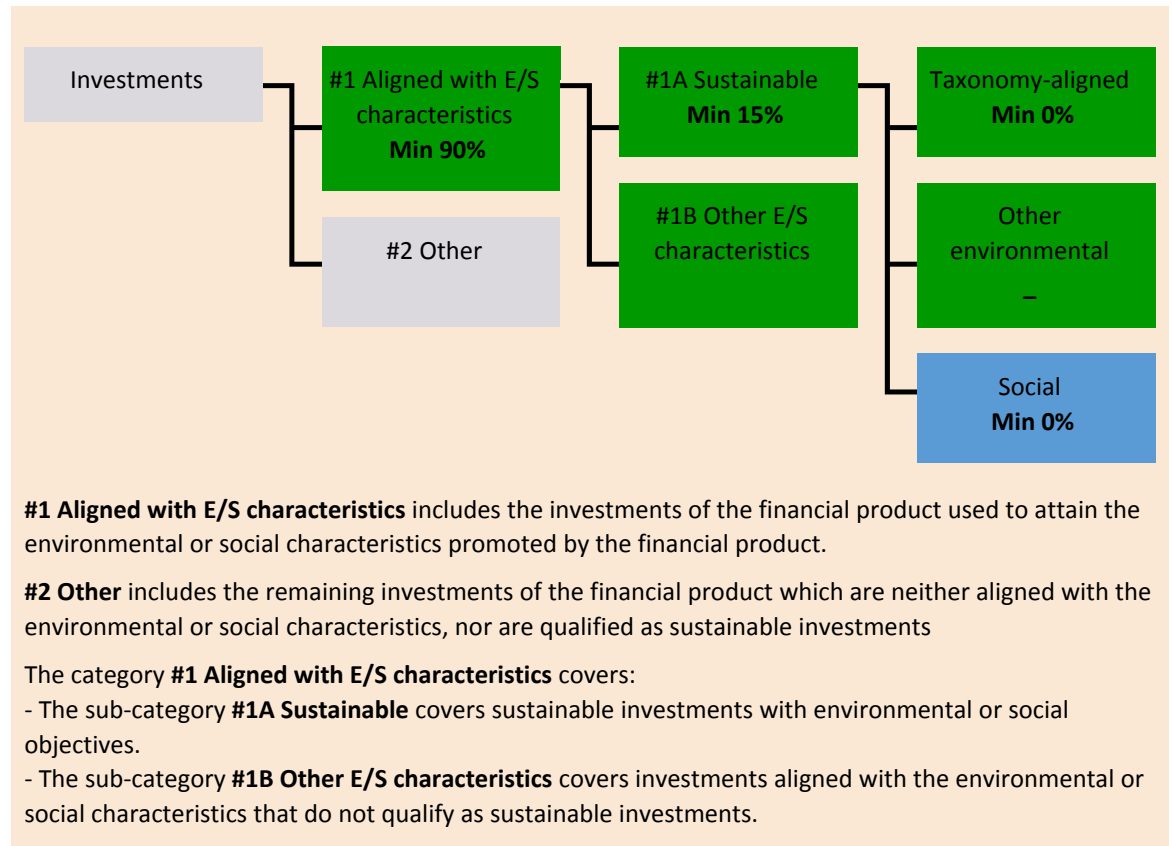 Investments
#1 Aligned with E/S
characteristics
Min 90%
#2 Other
#1A Sustainable
Min 15%
#1B Other E/S
characteristics
Taxonomy-aligned
Min 0%
Other
environmental
–
Social
Min 0%
#1 Aligned with E/S characteristics includes the investments of the financial product used to attain the
environmental or social characteristics promoted by the financial product.
#2 Other includes the remaining investments of the financial product which are neither aligned with the
environmental or social characteristics, nor are qualified as sustainable investments
The category #1 Aligned with E/S characteristics covers:
- The sub-category #1A Sustainable covers sustainable investments with environmental or social
objectives.
- The sub-category #1B Other E/S characteristics covers investments aligned with the environmental or
social characteristics that do not qualify as sustainable investments.